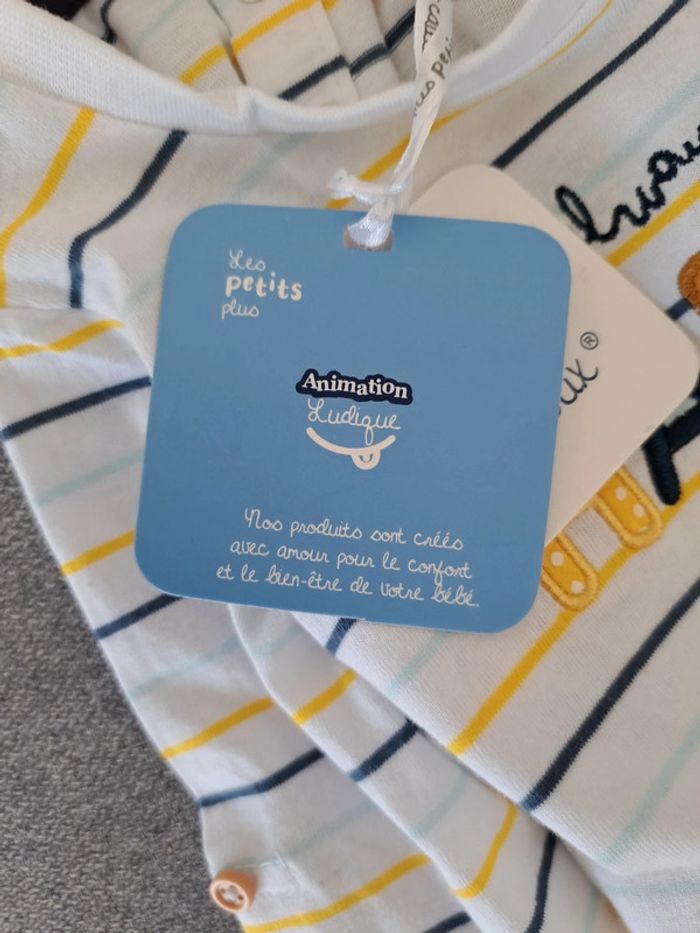 Les
petits
plus
Animation
Ludique
Nos produits sont créés
avec amour pour le confort
et le bien-être de votre bébé.
®